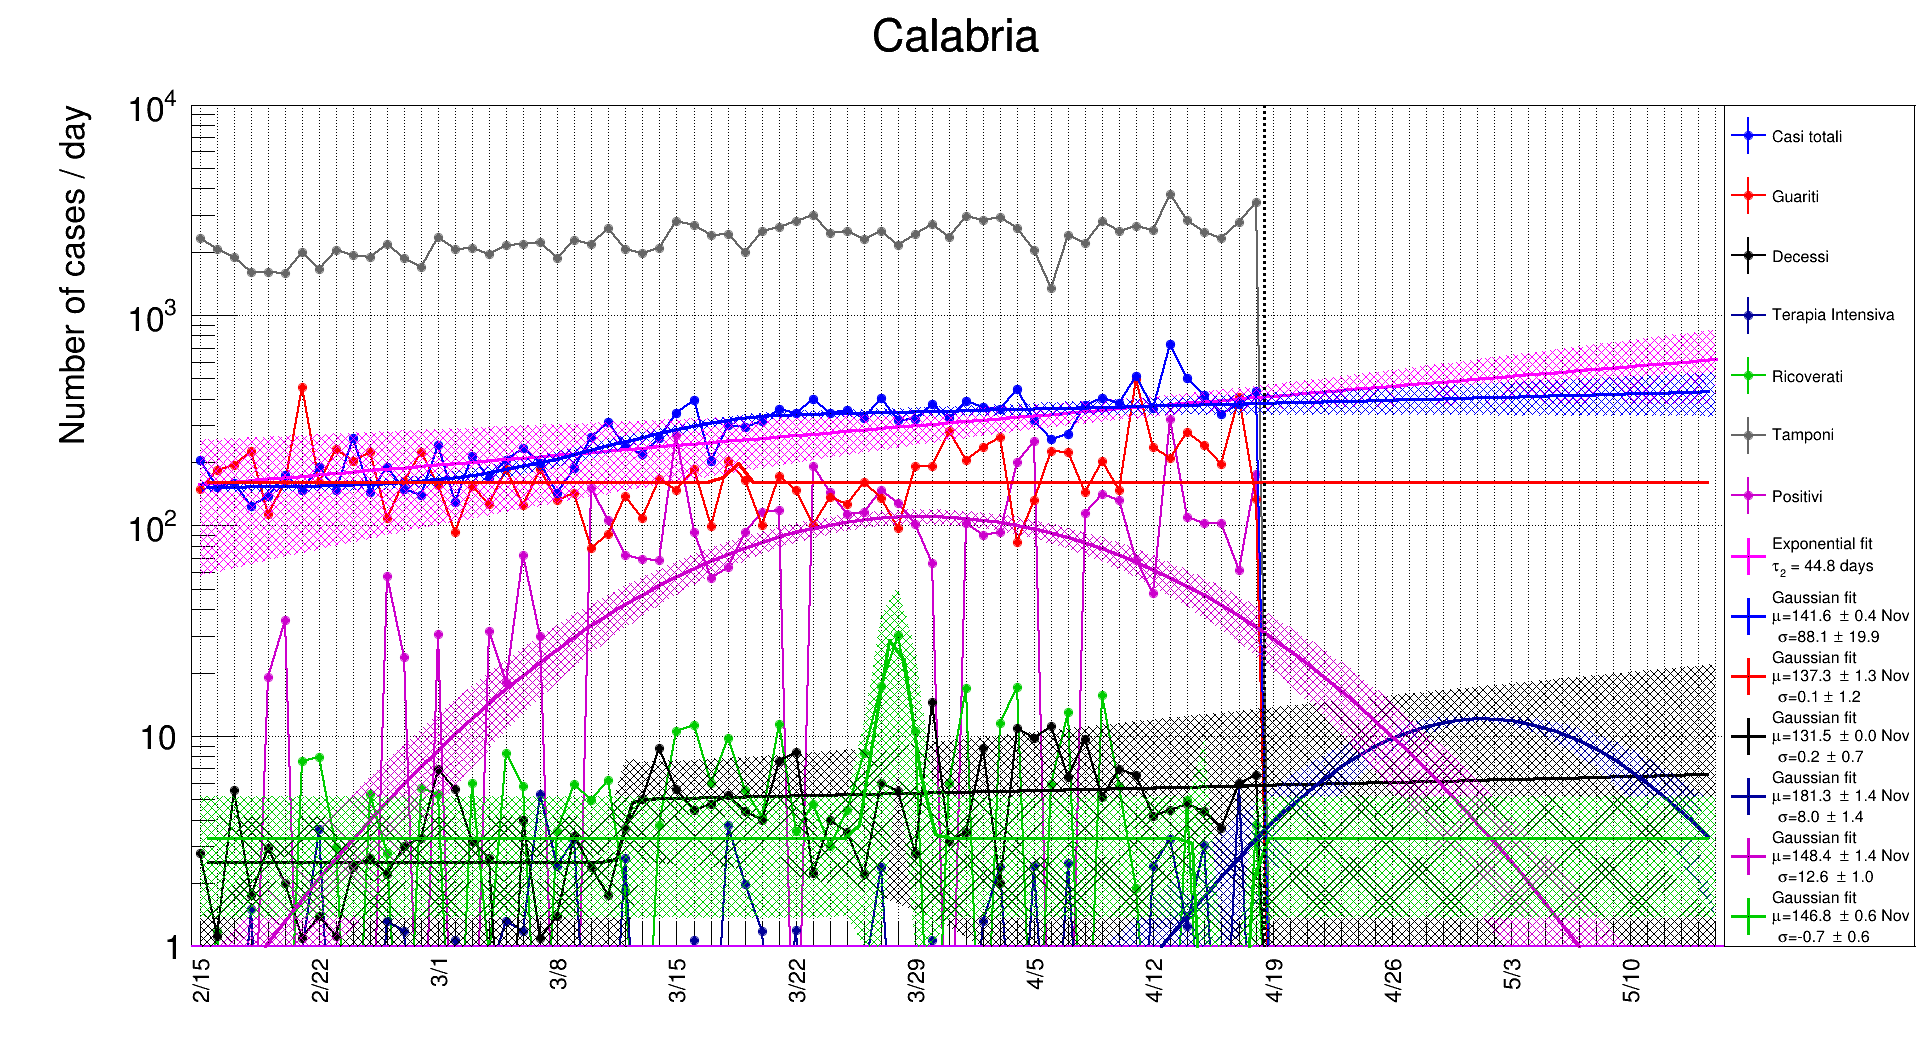 Calabria
Number of cases / day
10⁴
10³
10²
10
1
2/15
2/22
3/1
3/8
3/15
3/22
3/29
4/5
4/12
4/19
4/26
5/3
5/10
Casi totali
Guariti
Decessi
Terapia Intensiva
Ricoverati
Tamponi
Positivi
Exponential fit
τ₂ = 44.8 days
Gaussian fit
μ=141.6 ± 0.4 Nov
σ=88.1 ± 19.9
Gaussian fit
μ=137.3 ± 1.3 Nov
σ=0.1 ± 1.2
Gaussian fit
μ=131.5 ± 0.0 Nov
σ=0.2 ± 0.7
Gaussian fit
μ=181.3 ± 1.4 Nov
σ=8.0 ± 1.4
Gaussian fit
μ=148.4 ± 1.4 Nov
σ=12.6 ± 1.0
Gaussian fit
μ=146.8 ± 0.6 Nov
σ=-0.7 ± 0.6